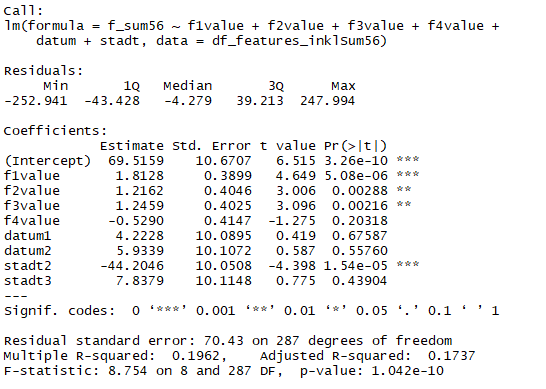 Call:
lm(formula = f_sum56 ~ f1value + f2value + f3value + f4value +
    datum + stadt, data = df_features_inklSum56)

Residuals:
     Min       1Q   Median       3Q      Max
-252.941  -43.428   -4.279   39.213  247.994

Coefficients:
            Estimate Std. Error t value Pr(>|t|)
(Intercept)  69.5159    10.6707   6.515 3.26e-10 ***
f1value       1.8128     0.3899   4.649 5.08e-06 ***
f2value       1.2162     0.4046   3.006  0.00288 **
f3value       1.2459     0.4025   3.096  0.00216 **
f4value      -0.5290     0.4147  -1.275  0.20318
datum1        4.2228    10.0895   0.419  0.67587
datum2        5.9339    10.1072   0.587  0.55760
stadt2      -44.2046    10.0508  -4.398 1.54e-05 ***
stadt3        7.8379    10.1148   0.775  0.43904
---
Signif. codes:  0 ‘***’ 0.001 ‘**’ 0.01 ‘*’ 0.05 ‘.’ 0.1 ‘ ’ 1

Residual standard error: 70.43 on 287 degrees of freedom
Multiple R-squared:  0.1962,    Adjusted R-squared:  0.1737
F-statistic: 8.754 on 8 and 287 DF,  p-value: 1.042e-10